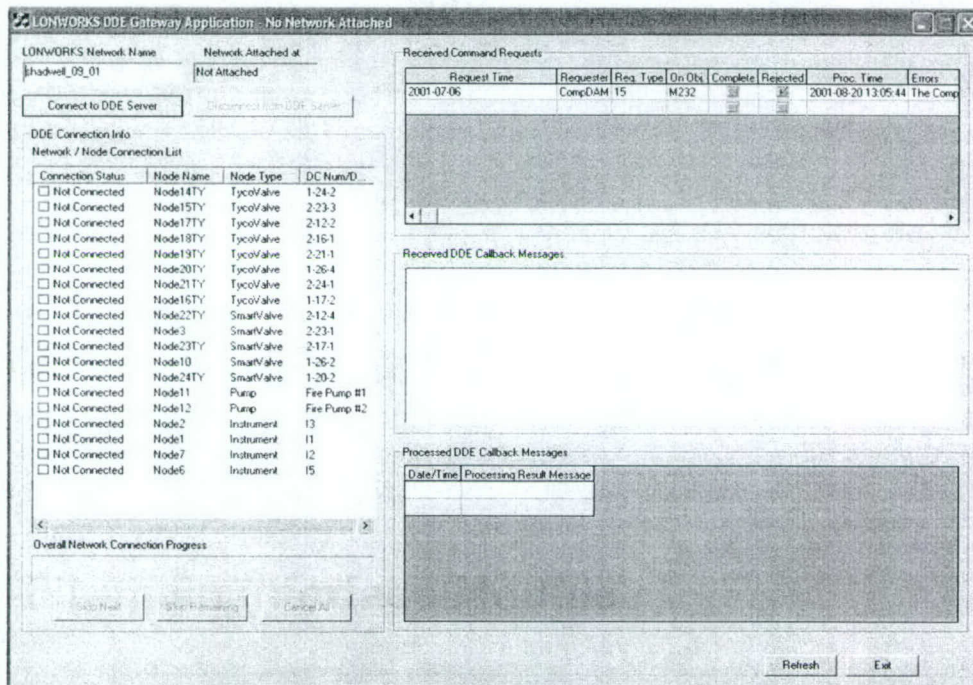 LONWORKS DDE Gateway Application - No Network Attached
LONWORKS Network Name
Network Attached at
shadwell_09_01
Not Attached
Connect to DDE Server
Disconnect from DDE Server
DDE Connection Info
Network / Node Connection List
Connection Status Node Name Node Type DC Num/D...
Not Connected Node14TY TycoValve 1-24-2
Not Connected Node15TY TycoValve 2-23-3
Not Connected Node17TY TycoValve 2-12-2
Not Connected Node18TY TycoValve 2-16-1
Not Connected Node19TY TycoValve 2-21-1
Not Connected Node20TY TycoValve 1-26-4
Not Connected Node21TY TycoValve 2-24-1
Not Connected Node16TY TycoValve 1-17-2
Not Connected Node22TY SmartValve 2-12-4
Not Connected Node3 SmartValve 2-23-1
Not Connected Node23TY SmartValve 2-17-1
Not Connected Node10 SmartValve 1-26-2
Not Connected Node24TY SmartValve 1-20-2
Not Connected Node11 Pump Fire Pump #1
Not Connected Node12 Pump Fire Pump #2
Not Connected Node2 Instrument I3
Not Connected Node1 Instrument I1
Not Connected Node7 Instrument I2
Not Connected Node6 Instrument I5
Overall Network Connection Progress
Skip Next
Skip Remaining
Cancel All
Received Command Requests
Request Time Requester Req. Type On Obj. Complete Rejected Proc. Time Errors
2001-07-06 CompDAM 15 M232 2001-08-20 13:05:44 The Comp
Received DDE Callback Messages
Processed DDE Callback Messages
Date/Time Processing Result Message
Refresh
Exit